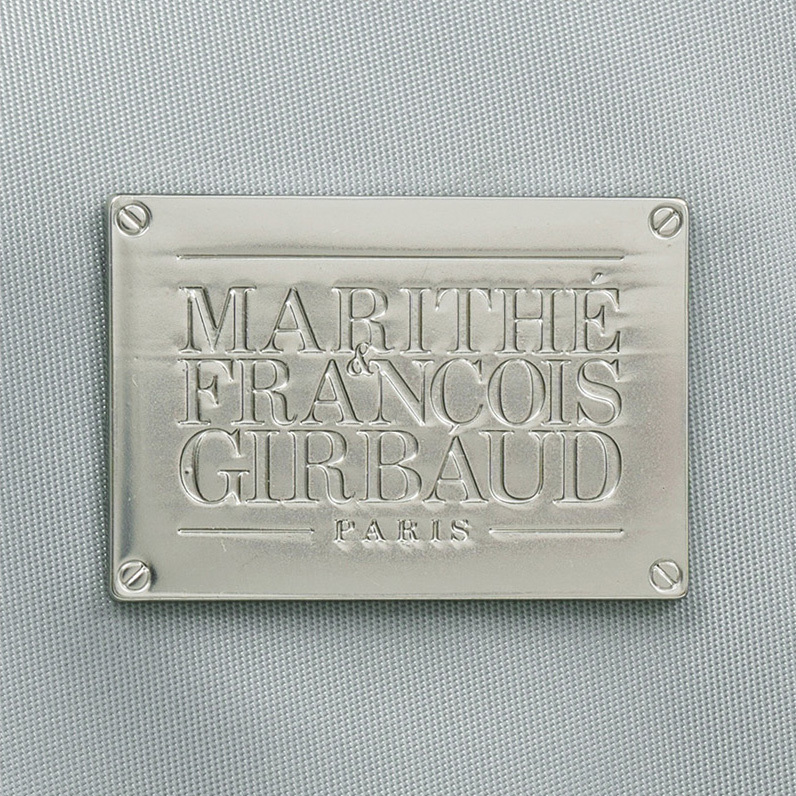 MARITHÉ
&
FRANÇOIS
GIRBAUD
PARIS